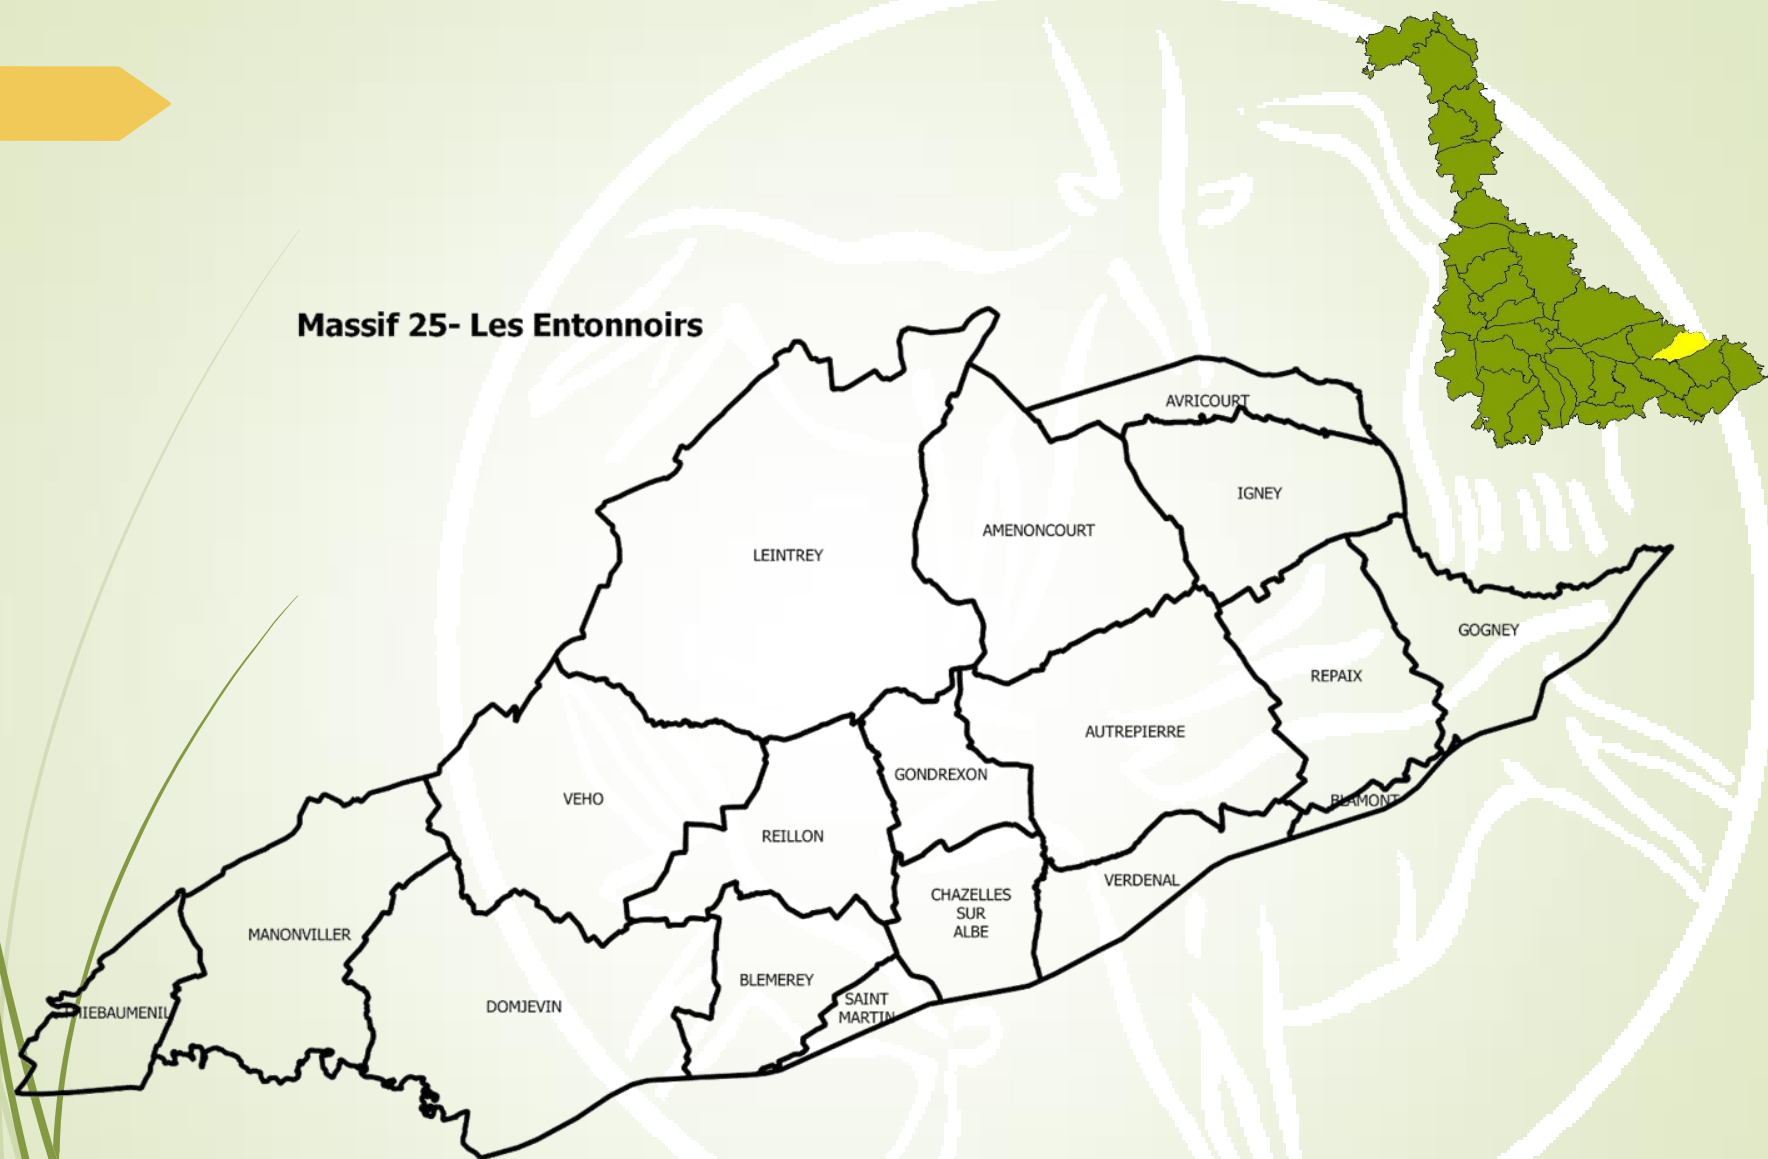 Massif 25- Les Entonnoirs
AVRICOURT
IGNEY
AMENONCOURT
LEINTREY
GOGNEY
REPAIX
AUTREPIERRE
GONDREXON
VEHO
BLAMONT
REILLON
VERDENAL
CHAZELLES
SUR
ALBE
MANONVILLER
BLEMEREY
SAINT
MARTIN
DOMJEVIN
THIEBAUMENIL